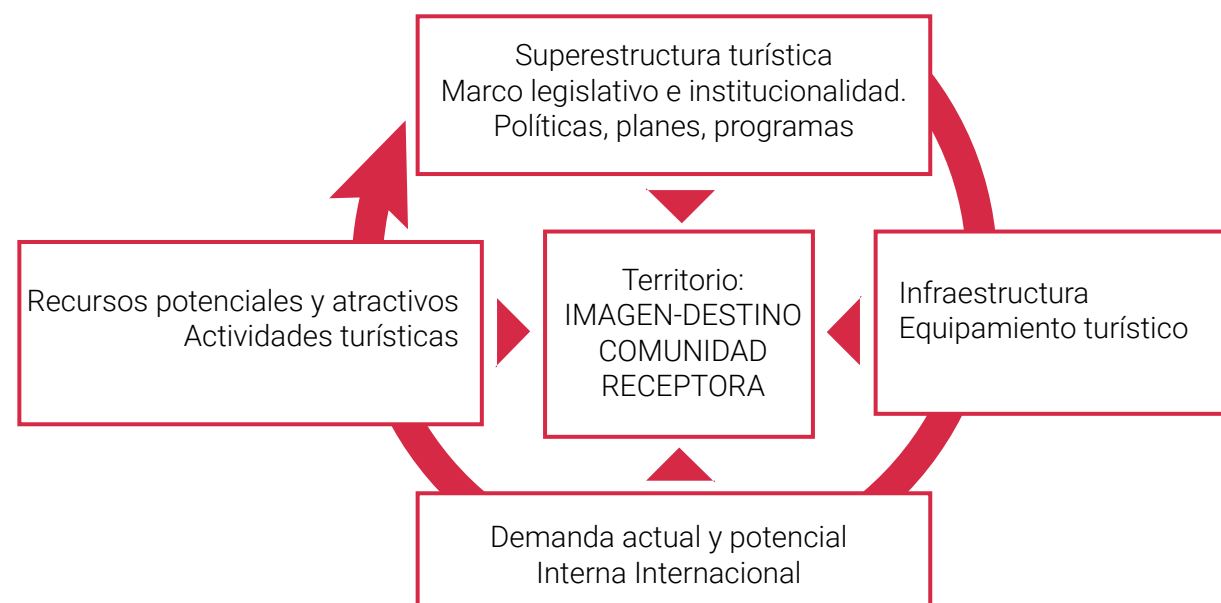 Superestructura turística
Marco legislativo e institucionalidad.
Políticas, planes, programas
Recursos potenciales y atractivos
Actividades turísticas
Territorio:
IMAGEN-DESTINO
COMUNIDAD
RECEPTORA
Infraestructura
Equipamiento turístico
Demanda actual y potencial
Interna Internacional